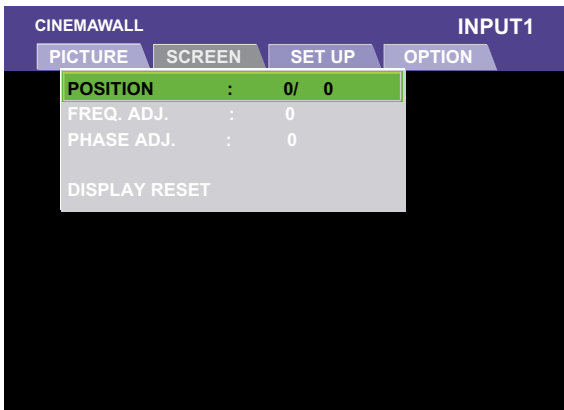 CINEMAWALL INPUT1
PICTURE SCREEN SET UP OPTION
POSITION : 0/ 0
FREQ. ADJ. : 0
PHASE ADJ. : 0
DISPLAY RESET